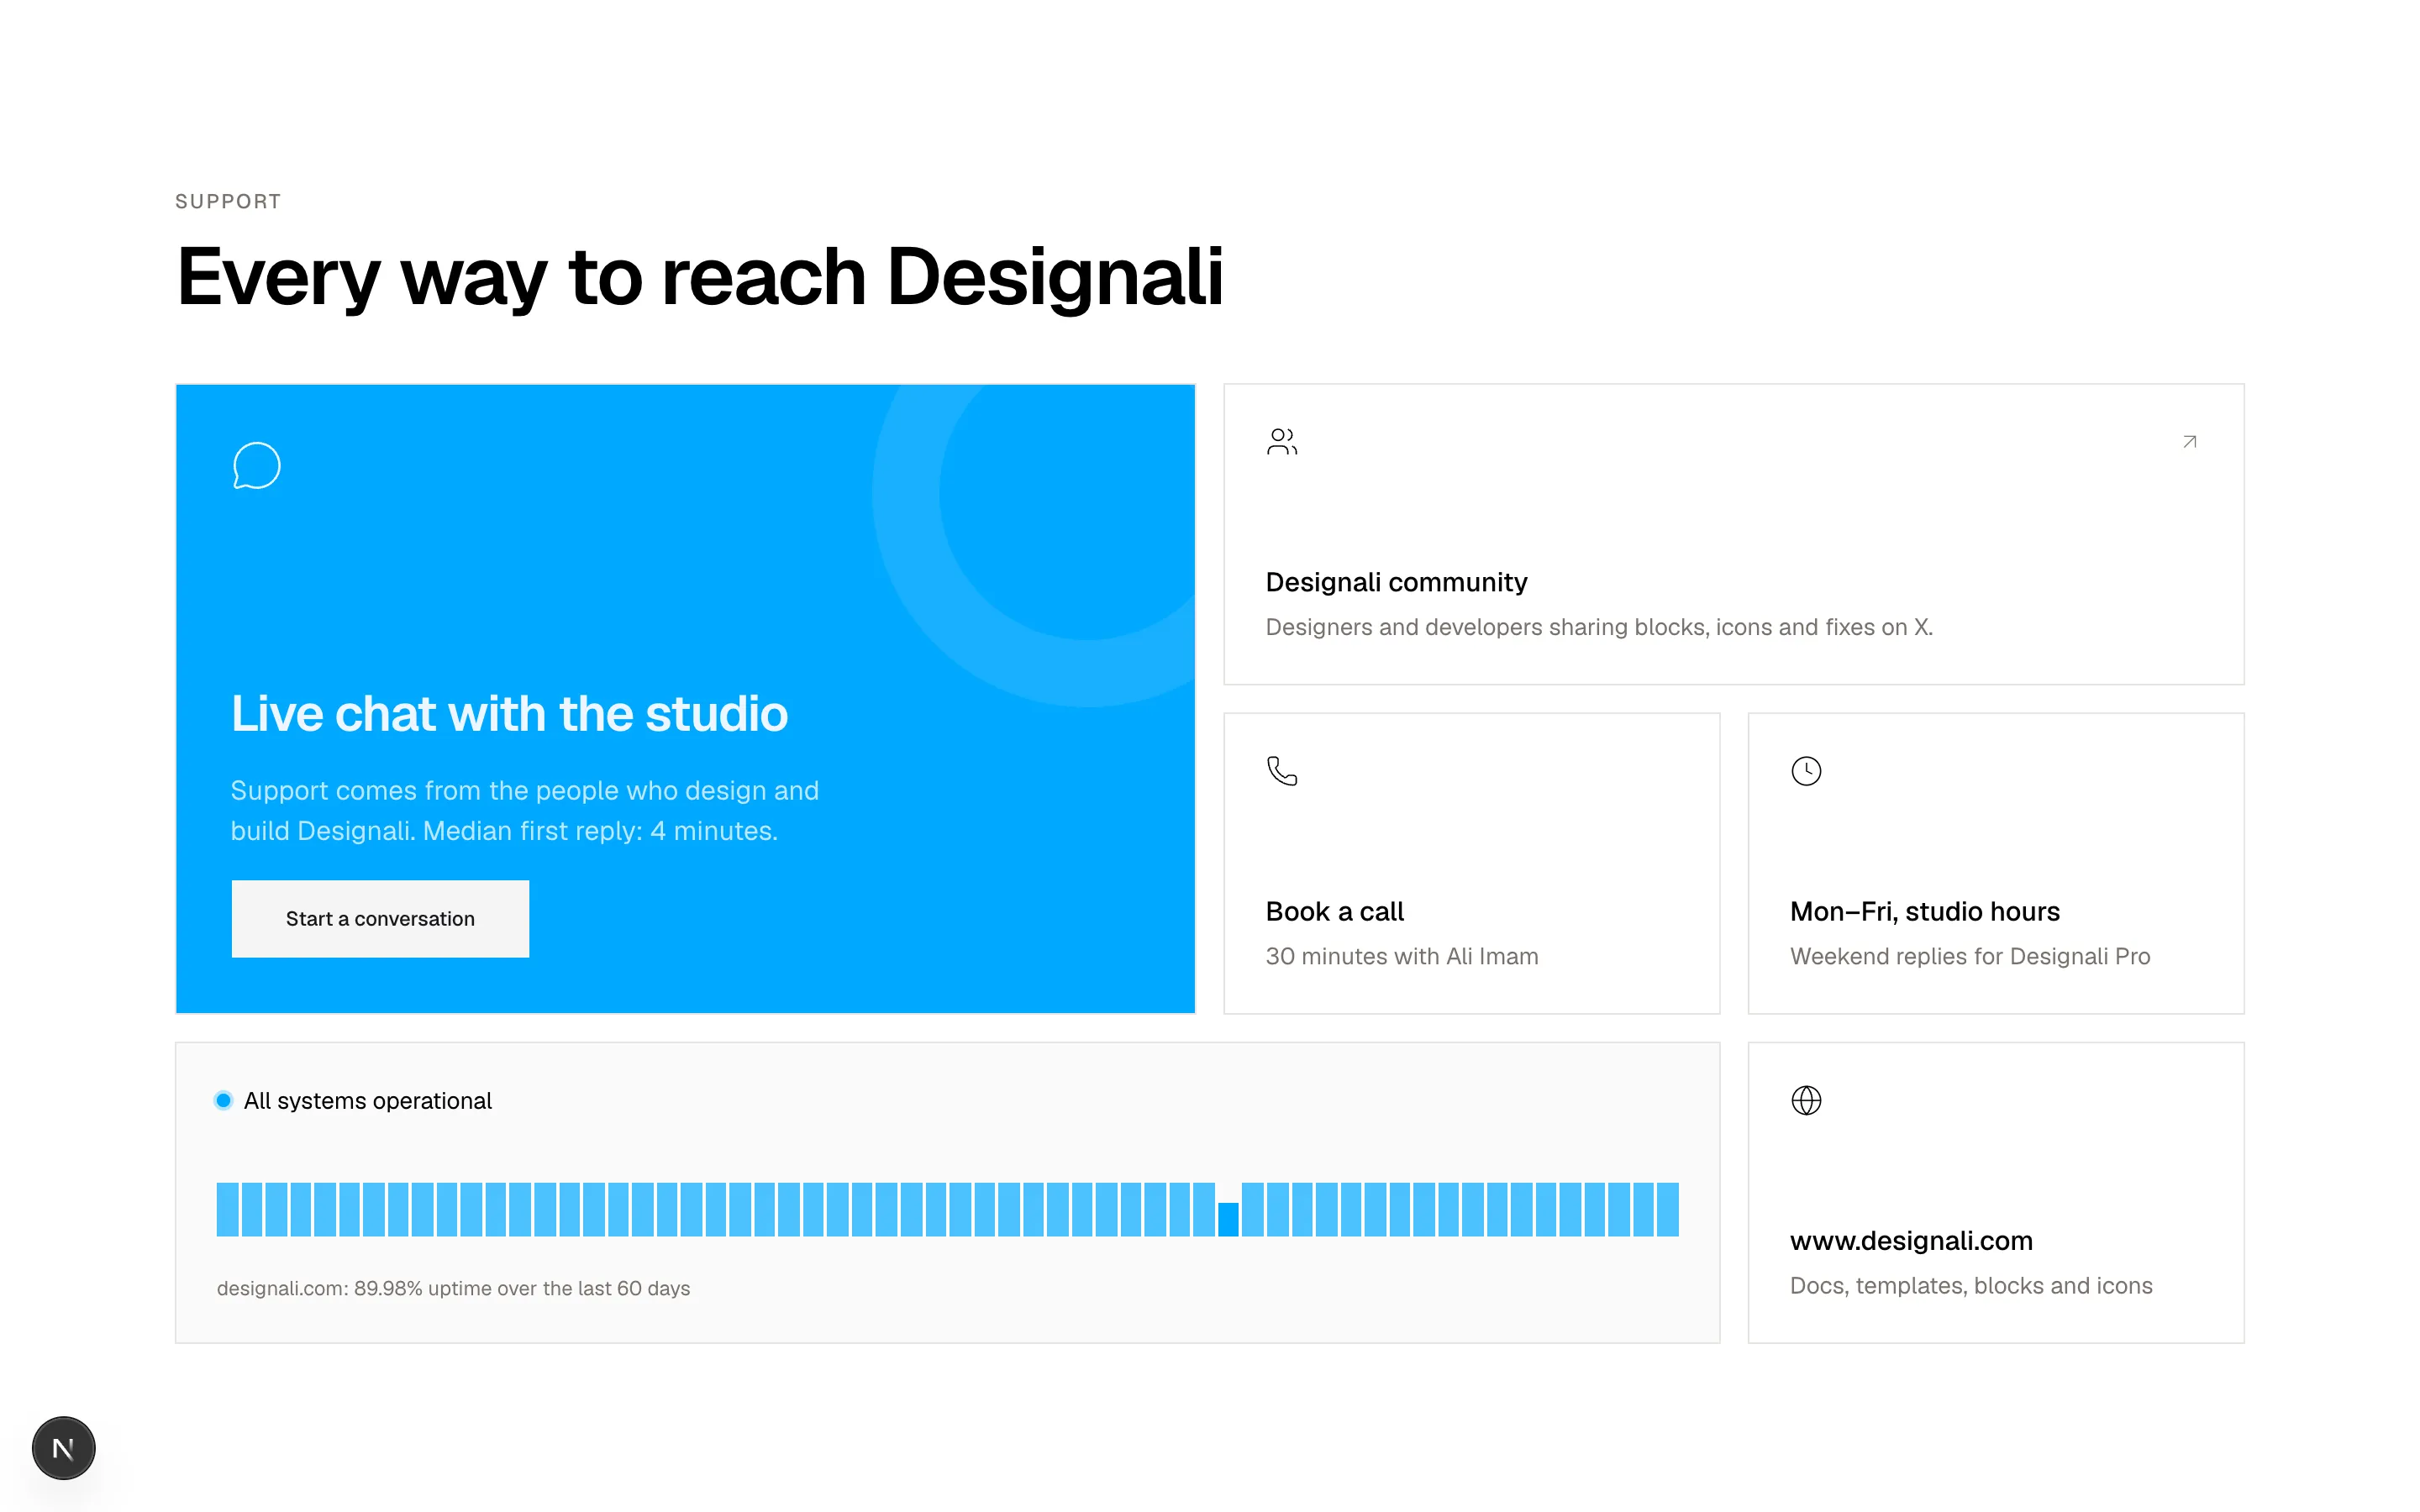 SUPPORT
Every way to reach Designali
Live chat with the studio
Support comes from the people who design and
build Designali. Median first reply: 4 minutes.
Start a conversation
Designali community
Designers and developers sharing blocks, icons and fixes on X.
Book a call
30 minutes with Ali Imam
Mon–Fri, studio hours
Weekend replies for Designali Pro
All systems operational
designali.com: 89.98% uptime over the last 60 days
www.designali.com
Docs, templates, blocks and icons
N